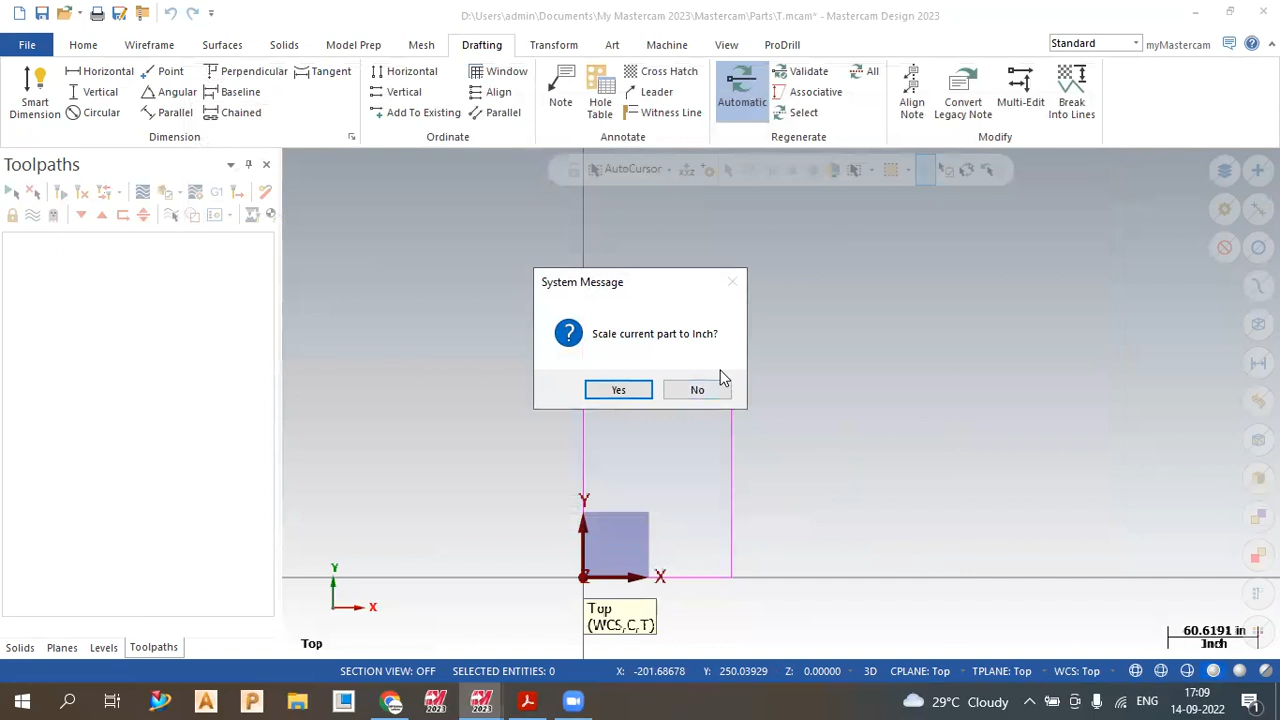 D:\Users\admin\Documents\My Mastercam 2023\Mastercam\Parts\T.mcam* - Mastercam Design 2023
File Home Wireframe Surfaces Solids Model Prep Mesh Drafting Transform Art Machine View ProDrill Standard myMastercam
Smart Dimension
Horizontal Point Perpendicular Tangent
Vertical Angular Baseline
Circular Parallel Chained
Dimension
Horizontal Window
Vertical Align
Add To Existing Parallel
Ordinate
Note Hole Table
Cross Hatch
Leader
Witness Line
Annotate
Automatic
Validate All
Associative
Select
Regenerate
Align Note Convert Legacy Note Multi-Edit Break Into Lines
Modify
Toolpaths
AutoCursor
G1
System Message
Scale current part to Inch?
Yes No
Y
X
Top
(WCS,C,T)
Y
X
Top
60.6191 in
Inch
Solids Planes Levels Toolpaths
SECTION VIEW: OFF SELECTED ENTITIES: 0 X: -201.68678 Y: 250.03929 Z: 0.00000 3D CPLANE: Top TPLANE: Top WCS: Top
A P 2023 2023 29°C Cloudy ENG 17:09
14-09-2022
1